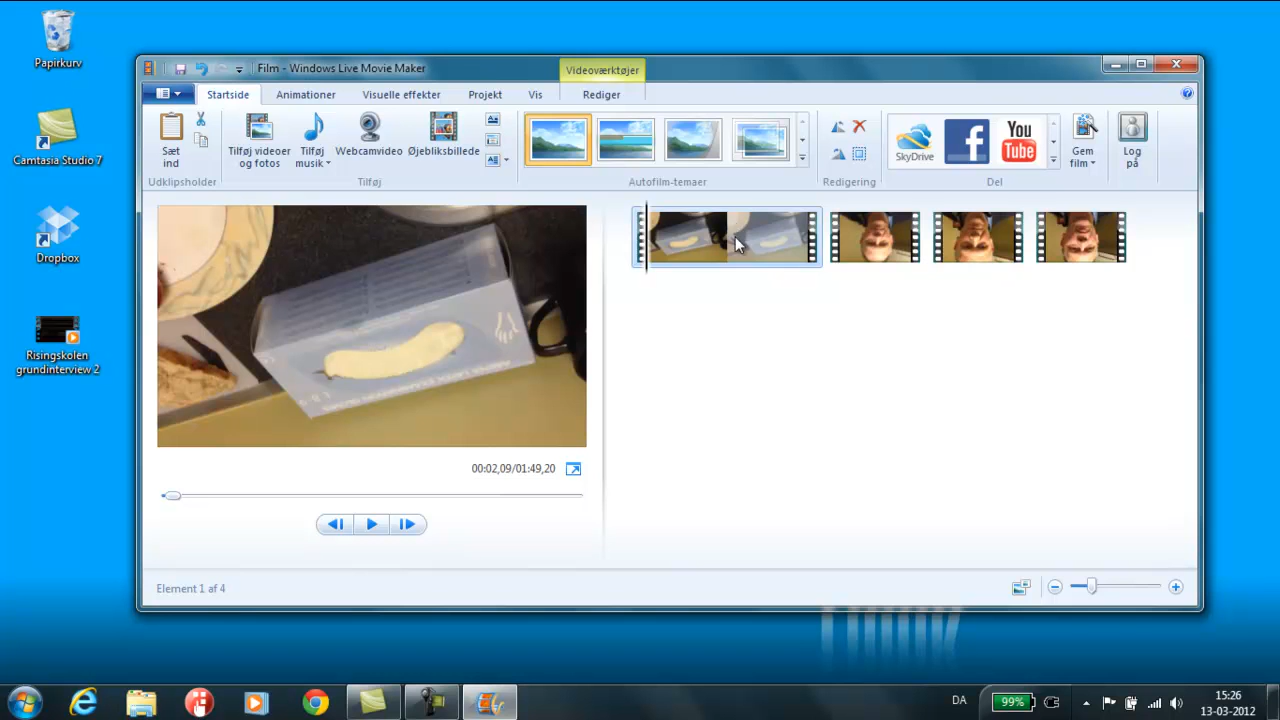 Papirkurv
Camtasia Studio 7
Dropbox
Risingskolen
grundinterview 2
Film - Windows Live Movie Maker
Videoværktøjer
Startside
Animationer
Visuelle effekter
Projekt
Vis
Rediger
Sæt
ind
Tilføj videoer
og fotos
Tilføj
musik
Webcamvideo
Øjebliksbillede
SkyDrive
You
Tube
Gem
film
Log
på
Udklipsholder
Tilføj
Autofilm-temaer
Redigering
Del
00:02,09/01:49,20
Element 1 af 4
DA
99%
15:26
13-03-2012